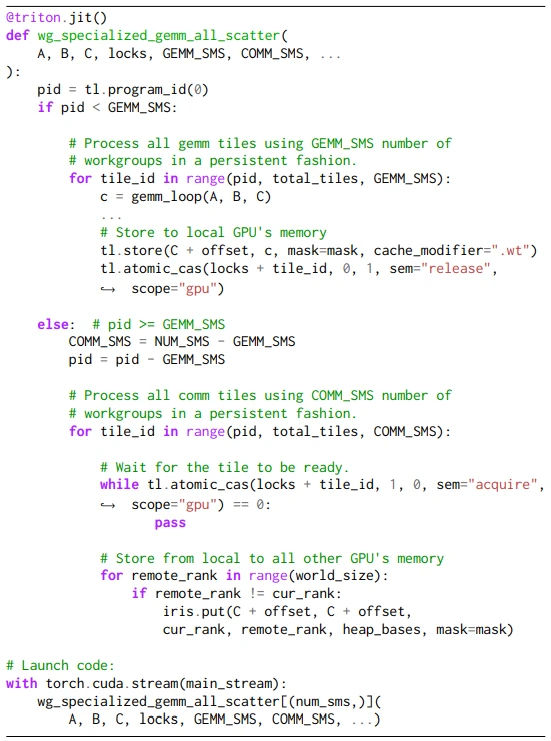 @triton.jit()
def wg_specialized_gemm_all_scatter(
    A, B, C, locks, GEMM_SMS, COMM_SMS, ...
):
    pid = tl.program_id(0)
    if pid < GEMM_SMS:

        # Process all gemm tiles using GEMM_SMS number of
        # workgroups in a persistent fashion.
        for tile_id in range(pid, total_tiles, GEMM_SMS):
            c = gemm_loop(A, B, C)
            ...
            # Store to local GPU's memory
            tl.store(C + offset, c, mask=mask, cache_modifier=".wt")
            tl.atomic_cas(locks + tile_id, 0, 1, sem="release",
            ↪ scope="gpu")

    else:  # pid >= GEMM_SMS
        COMM_SMS = NUM_SMS - GEMM_SMS
        pid = pid - GEMM_SMS

        # Process all comm tiles using COMM_SMS number of
        # workgroups in a persistent fashion.
        for tile_id in range(pid, total_tiles, COMM_SMS):

            # Wait for the tile to be ready.
            while tl.atomic_cas(locks + tile_id, 1, 0, sem="acquire",
            ↪ scope="gpu") == 0:
                   pass

            # Store from local to all other GPU's memory
            for remote_rank in range(world_size):
                if remote_rank != cur_rank:
                    iris.put(C + offset, C + offset,
                    cur_rank, remote_rank, heap_bases, mask=mask)

# Launch code:
with torch.cuda.stream(main_stream):
    wg_specialized_gemm_all_scatter[(num_sms,)](
        A, B, C, locks, GEMM_SMS, COMM_SMS, ...)